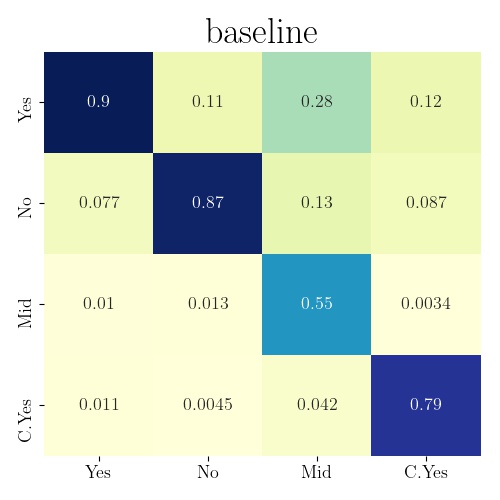 baseline
Yes 0.9 0.11 0.28 0.12
No 0.077 0.87 0.13 0.087
Mid 0.01 0.013 0.55 0.0034
C.Yes 0.011 0.0045 0.042 0.79
Yes No Mid C.Yes